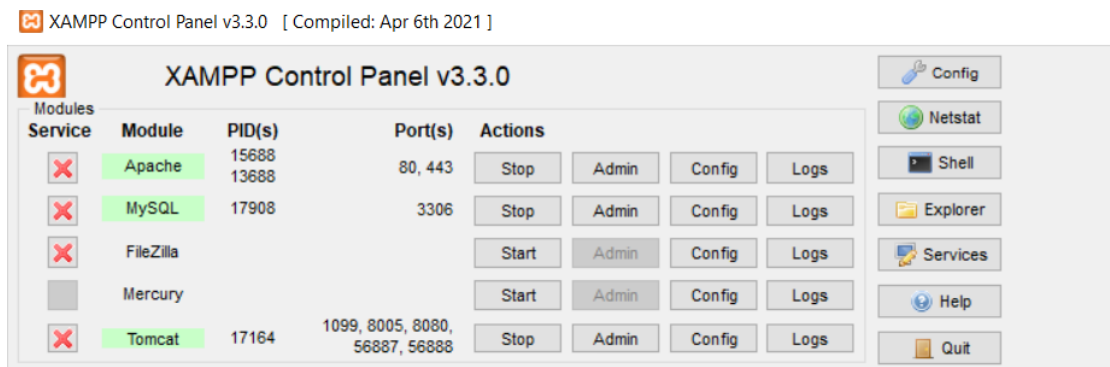 XAMPP Control Panel v3.3.0 [ Compiled: Apr 6th 2021 ]
XAMPP Control Panel v3.3.0
Config
Modules
Service Module PID(s) Port(s) Actions
Netstat
Apache 15688 13688 80, 443 Stop Admin Config Logs
Shell
MySQL 17908 3306 Stop Admin Config Logs
Explorer
FileZilla Start Admin Config Logs
Services
Mercury Start Admin Config Logs
Help
Tomcat 17164 1099, 8005, 8080, 56887, 56888 Stop Admin Config Logs
Quit